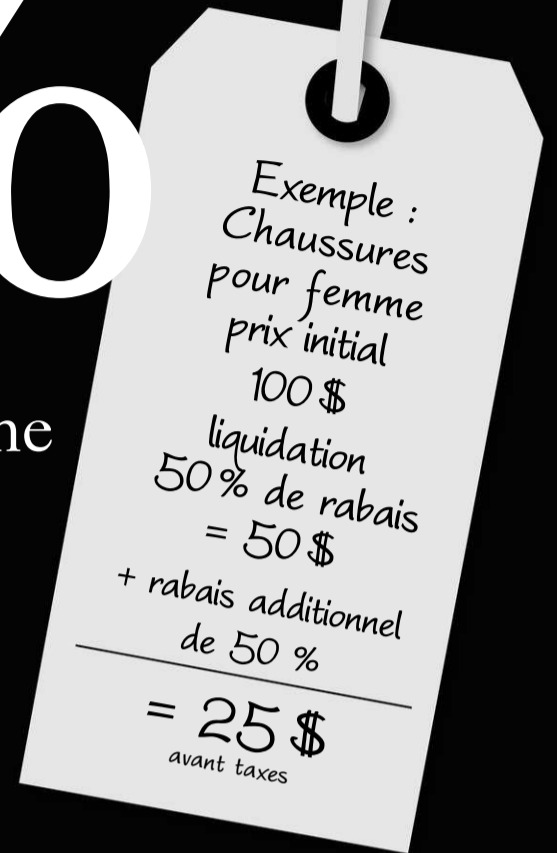 Exemple :
Chaussures
pour femme
prix initial
100 $
liquidation
50 % de rabais
= 50 $
+ rabais additionnel
de 50 %
= 25 $
avant taxes